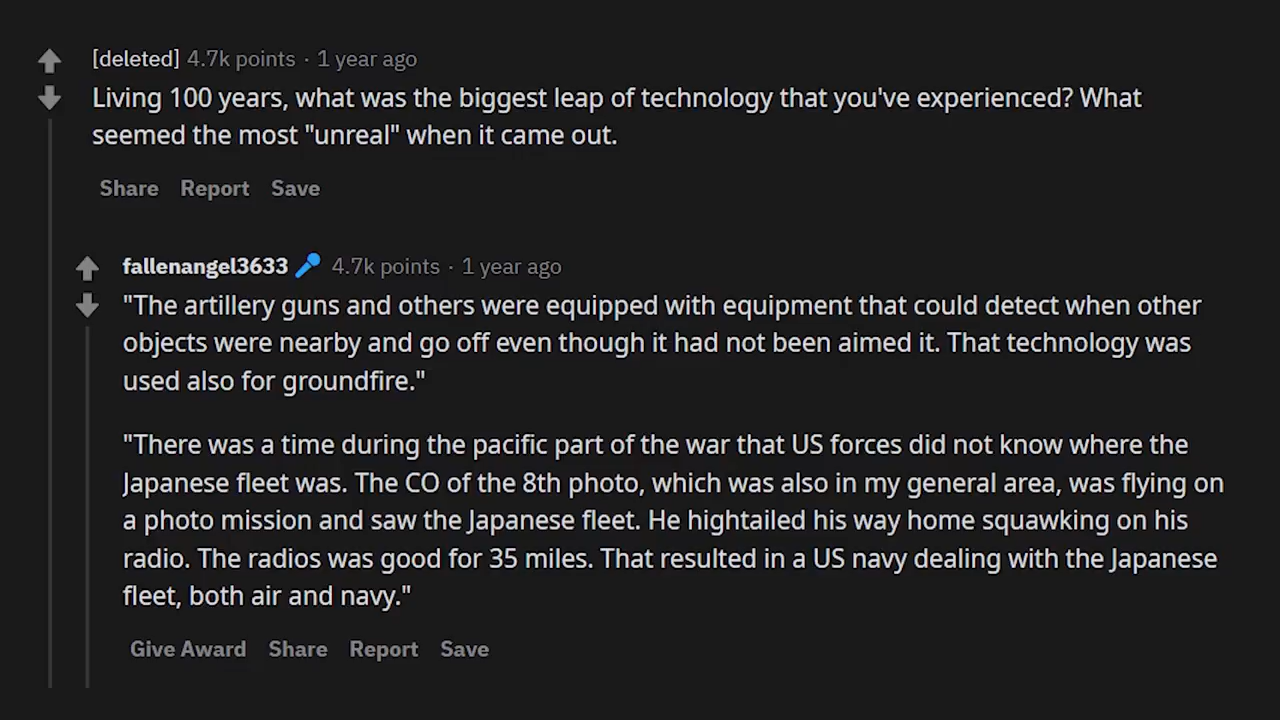 [deleted] 4.7k points · 1 year ago
Living 100 years, what was the biggest leap of technology that you've experienced? What
seemed the most "unreal" when it came out.
Share Report Save
fallenangel3633 4.7k points · 1 year ago
"The artillery guns and others were equipped with equipment that could detect when other
objects were nearby and go off even though it had not been aimed it. That technology was
used also for groundfire."
"There was a time during the pacific part of the war that US forces did not know where the
Japanese fleet was. The CO of the 8th photo, which was also in my general area, was flying on
a photo mission and saw the Japanese fleet. He hightailed his way home squawking on his
radio. The radios was good for 35 miles. That resulted in a US navy dealing with the Japanese
fleet, both air and navy."
Give Award Share Report Save